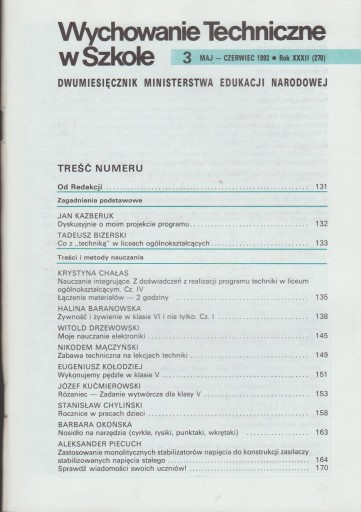 Wychowanie Techniczne
w Szkole 3 MAJ — CZERWIEC 1992 ● Rok XXXII (270)
DWUMIESIĘCZNIK MINISTERSTWA EDUKACJI NARODOWEJ
TREŚĆ NUMERU
Od Redakcji 131
Zagadnienia podstawowe
JAN KAZBERUK
Dyskusyjnie o moim projekcie programu 132
TADEUSZ BIZERSKI
Co z „techniką” w liceach ogólnokształcących 133
Treści i metody nauczania
KRYSTYNA CHAŁAS
Nauczanie integrujące. Z doświadczeń z realizacji programu techniki w liceum
ogólnokształcącym. Cz. IV
Łączenie materiałów — 2 godziny 135
HALINA BARANOWSKA
Żywność i żywienie w klasie VI i nie tylko. Cz. I 138
WITOLD DRZEWOWSKI
Moje nauczanie elektroniki 145
NIKODEM MĄCZYŃSKI
Zabawa techniczna na lekcjach techniki 149
EUGENIUSZ KOŁODZIEJ
Wykonujemy pędzle w klasie V 151
JÓZEF KUĆMIEROWSKI
Różaniec — Zadanie wytwórcze dla klasy V 153
STANISŁAW CHYLIŃSKI
Rocznice w pracach dzieci 158
BARBARA OKOŃSKA
Nosidło na narzędzia (cyrkle, rysiki, punktaki, wkrętaki) 163
ALEKSANDER PIECUCH
Zastosowanie monolitycznych stabilizatorów napięcia do konstrukcji zasilaczy
stabilizowanych napięcia stałego 164
Sprawdź wiadomości swoich uczniów! 170